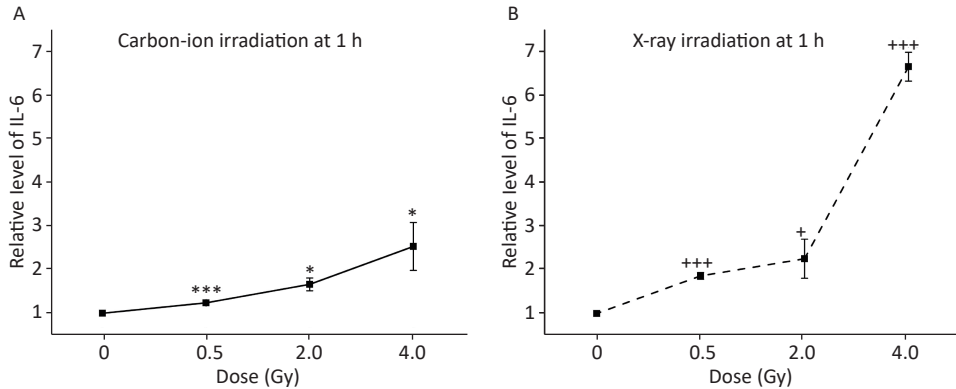 A
Carbon-ion irradiation at 1 h
Relative level of IL-6
7
6
5
4
3
2
1
***
*
*
0 0.5 2.0 4.0
Dose (Gy)
B
X-ray irradiation at 1 h
Relative level of IL-6
7
6
5
4
3
2
1
+++
+
+++
0 0.5 2.0 4.0
Dose (Gy)